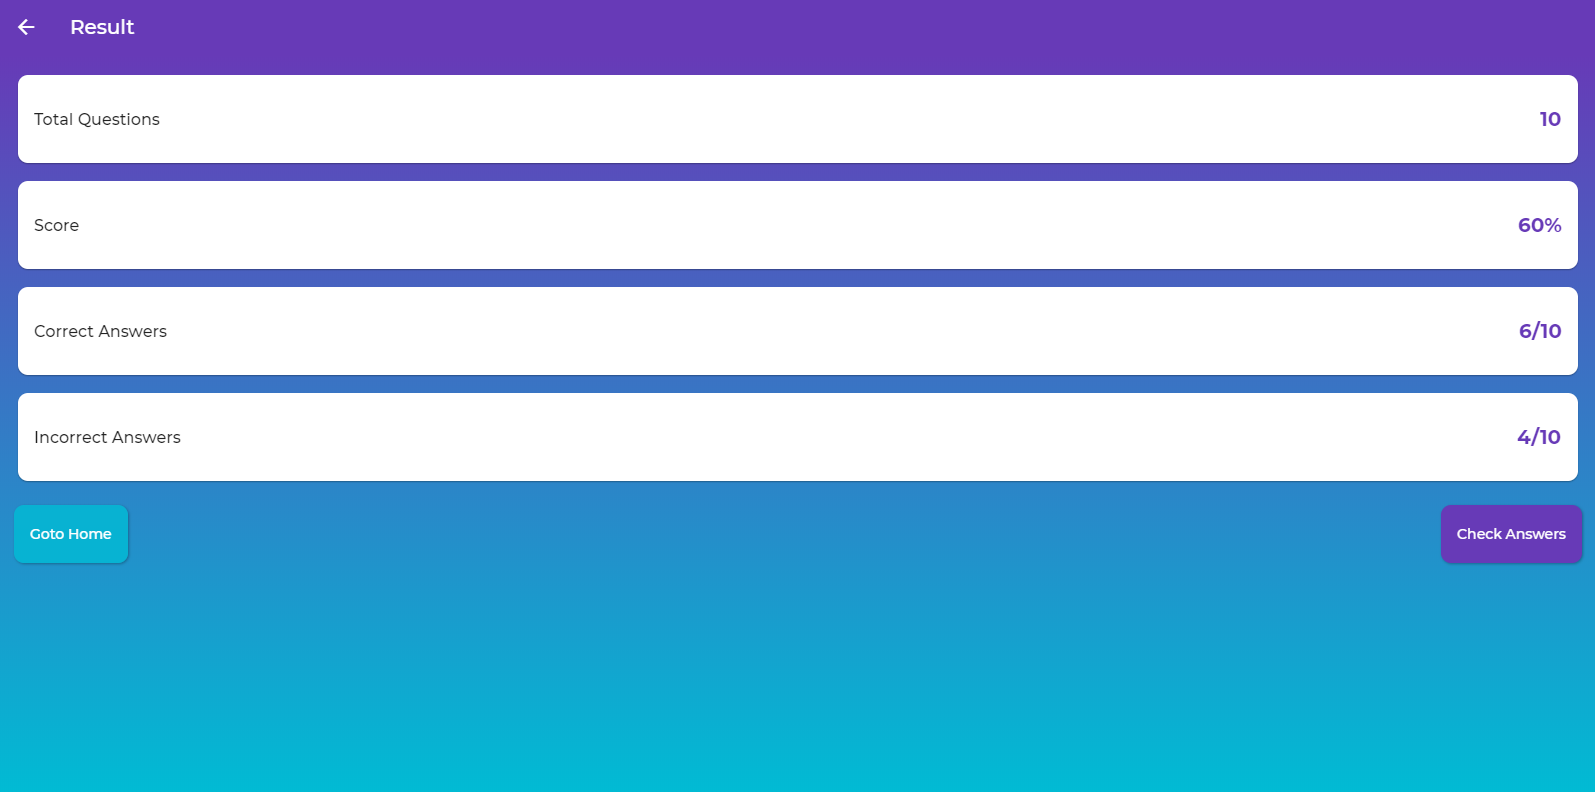 Result
Total Questions 10
Score 60%
Correct Answers 6/10
Incorrect Answers 4/10
Goto Home Check Answers